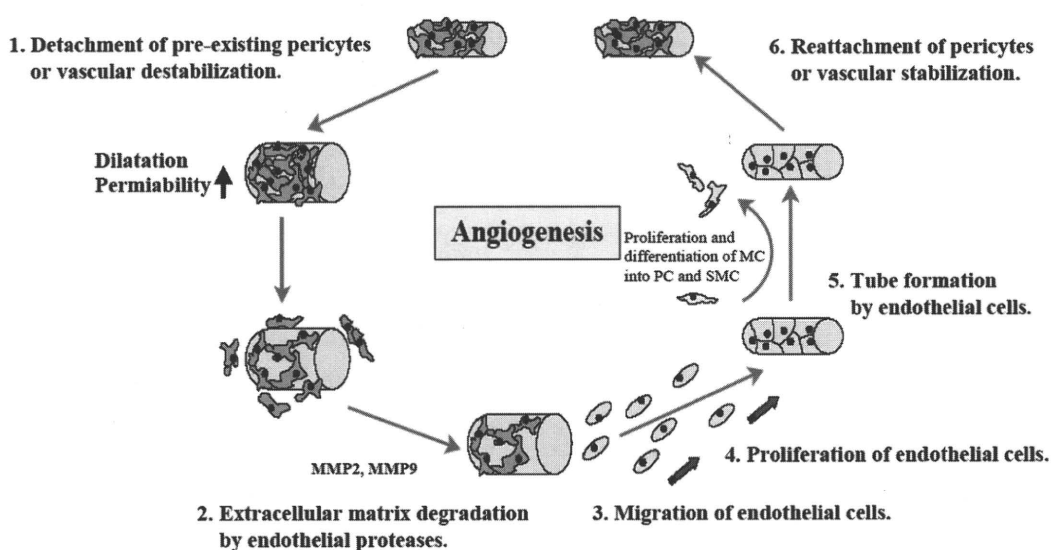 1. Detachment of pre-existing pericytes
or vascular destabilization.
6. Reattachment of pericytes
or vascular stabilization.
Dilatation
Permiability
Angiogenesis
Proliferation and
differentiation of MC
into PC and SMC
5. Tube formation
by endothelial cells.
MMP2, MMP9
4. Proliferation of endothelial cells.
2. Extracellular matrix degradation
by endothelial proteases.
3. Migration of endothelial cells.